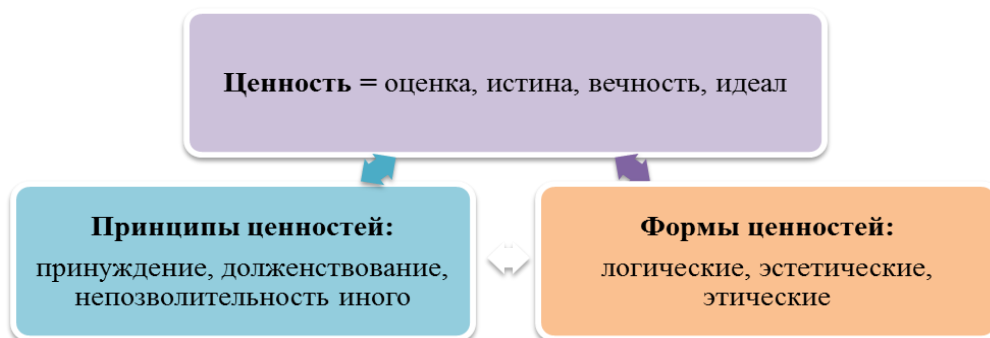 Ценность = оценка, истина, вечность, идеал
Принципы ценностей:
принуждение, долженствование,
непозволительность иного
Формы ценностей:
логические, эстетические,
этические